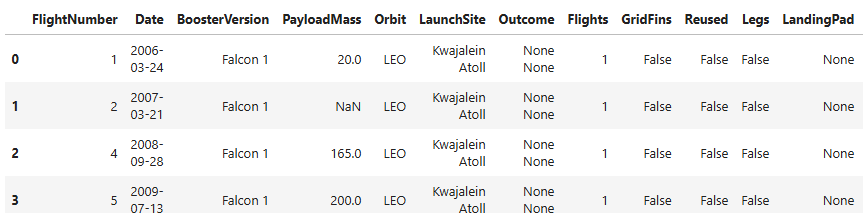 FlightNumber Date BoosterVersion PayloadMass Orbit LaunchSite Outcome Flights GridFins Reused Legs LandingPad
0 1 2006-03-24 Falcon 1 20.0 LEO Kwajalein Atoll None None 1 False False False None
1 2 2007-03-21 Falcon 1 NaN LEO Kwajalein Atoll None None 1 False False False None
2 4 2008-09-28 Falcon 1 165.0 LEO Kwajalein Atoll None None 1 False False False None
3 5 2009-07-13 Falcon 1 200.0 LEO Kwajalein Atoll None None 1 False False False None